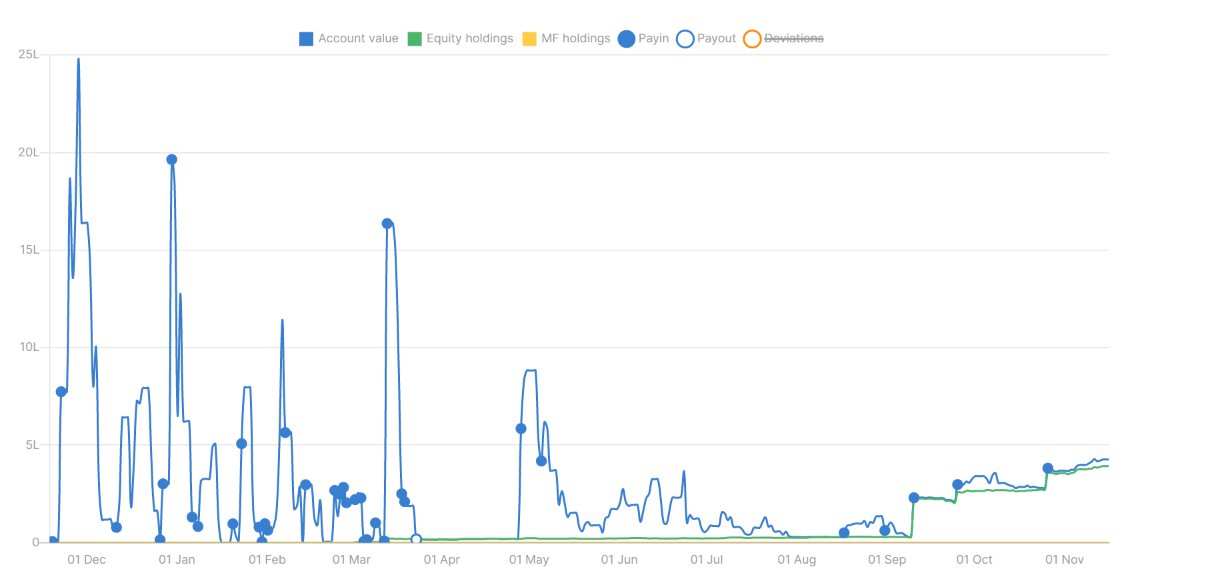 Account value Equity holdings MF holdings Payin Payout Deviations
25L
20L
15L
10L
5L
0
01 Dec 01 Jan 01 Feb 01 Mar 01 Apr 01 May 01 Jun 01 Jul 01 Aug 01 Sep 01 Oct 01 Nov